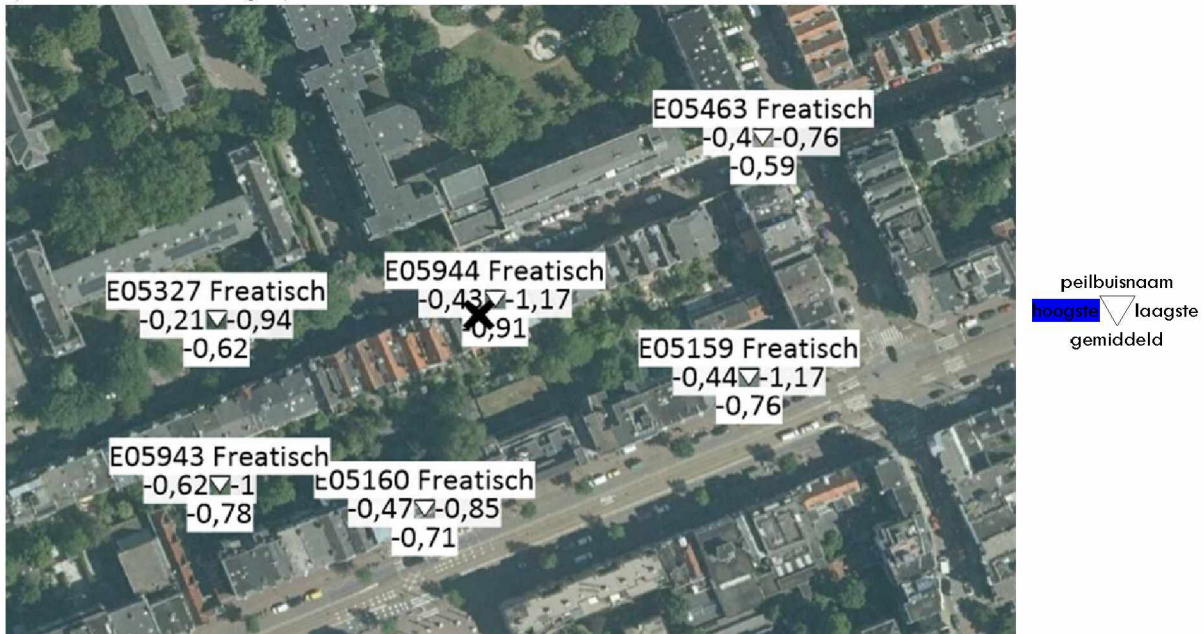 E05463 Freatisch
-0,4 -0,76
-0,59
E05944 Freatisch
-0,43 -1,17
-0,91
E05327 Freatisch
-0,21 -0,94
-0,62
E05159 Freatisch
-0,44 -1,17
-0,76
E05943 Freatisch
-0,62 -1
-0,78
E05160 Freatisch
-0,47 -0,85
-0,71
peilbuisnaam
hoogste laagste
gemiddeld